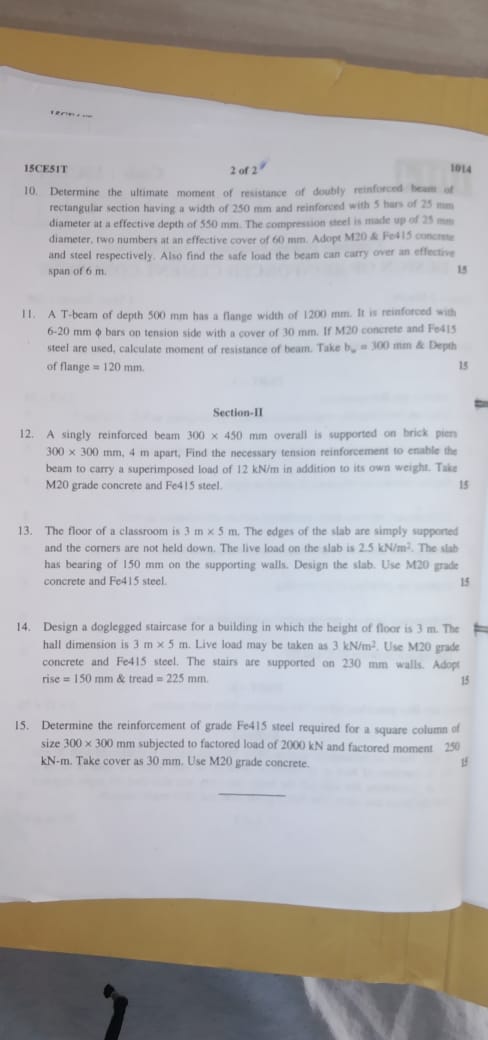 15CE51T 2 of 2 1014
10. Determine the ultimate moment of resistance of doubly reinforced beam of
rectangular section having a width of 250 mm and reinforced with 5 bars of 25 mm
diameter at a effective depth of 550 mm. The compression steel is made up of 25 mm
diameter, two numbers at an effective cover of 60 mm. Adopt M20 & Fe415 concrete
and steel respectively. Also find the safe load the beam can carry over an effective
span of 6 m. 15
11. A T-beam of depth 500 mm has a flange width of 1200 mm. It is reinforced with
6-20 mm ϕ bars on tension side with a cover of 30 mm. If M20 concrete and Fe415
steel are used, calculate moment of resistance of beam. Take b_w = 300 mm & Depth
of flange = 120 mm. 15
Section-II
12. A singly reinforced beam 300 × 450 mm overall is supported on brick piers
300 × 300 mm, 4 m apart, Find the necessary tension reinforcement to enable the
beam to carry a superimposed load of 12 kN/m in addition to its own weight. Take
M20 grade concrete and Fe415 steel. 15
13. The floor of a classroom is 3 m × 5 m. The edges of the slab are simply supported
and the corners are not held down. The live load on the slab is 2.5 kN/m². The slab
has bearing of 150 mm on the supporting walls. Design the slab. Use M20 grade
concrete and Fe415 steel. 15
14. Design a doglegged staircase for a building in which the height of floor is 3 m. The
hall dimension is 3 m × 5 m. Live load may be taken as 3 kN/m². Use M20 grade
concrete and Fe415 steel. The stairs are supported on 230 mm walls. Adopt
rise = 150 mm & tread = 225 mm. 15
15. Determine the reinforcement of grade Fe415 steel required for a square column of
size 300 × 300 mm subjected to factored load of 2000 kN and factored moment 250
kN-m. Take cover as 30 mm. Use M20 grade concrete. 15